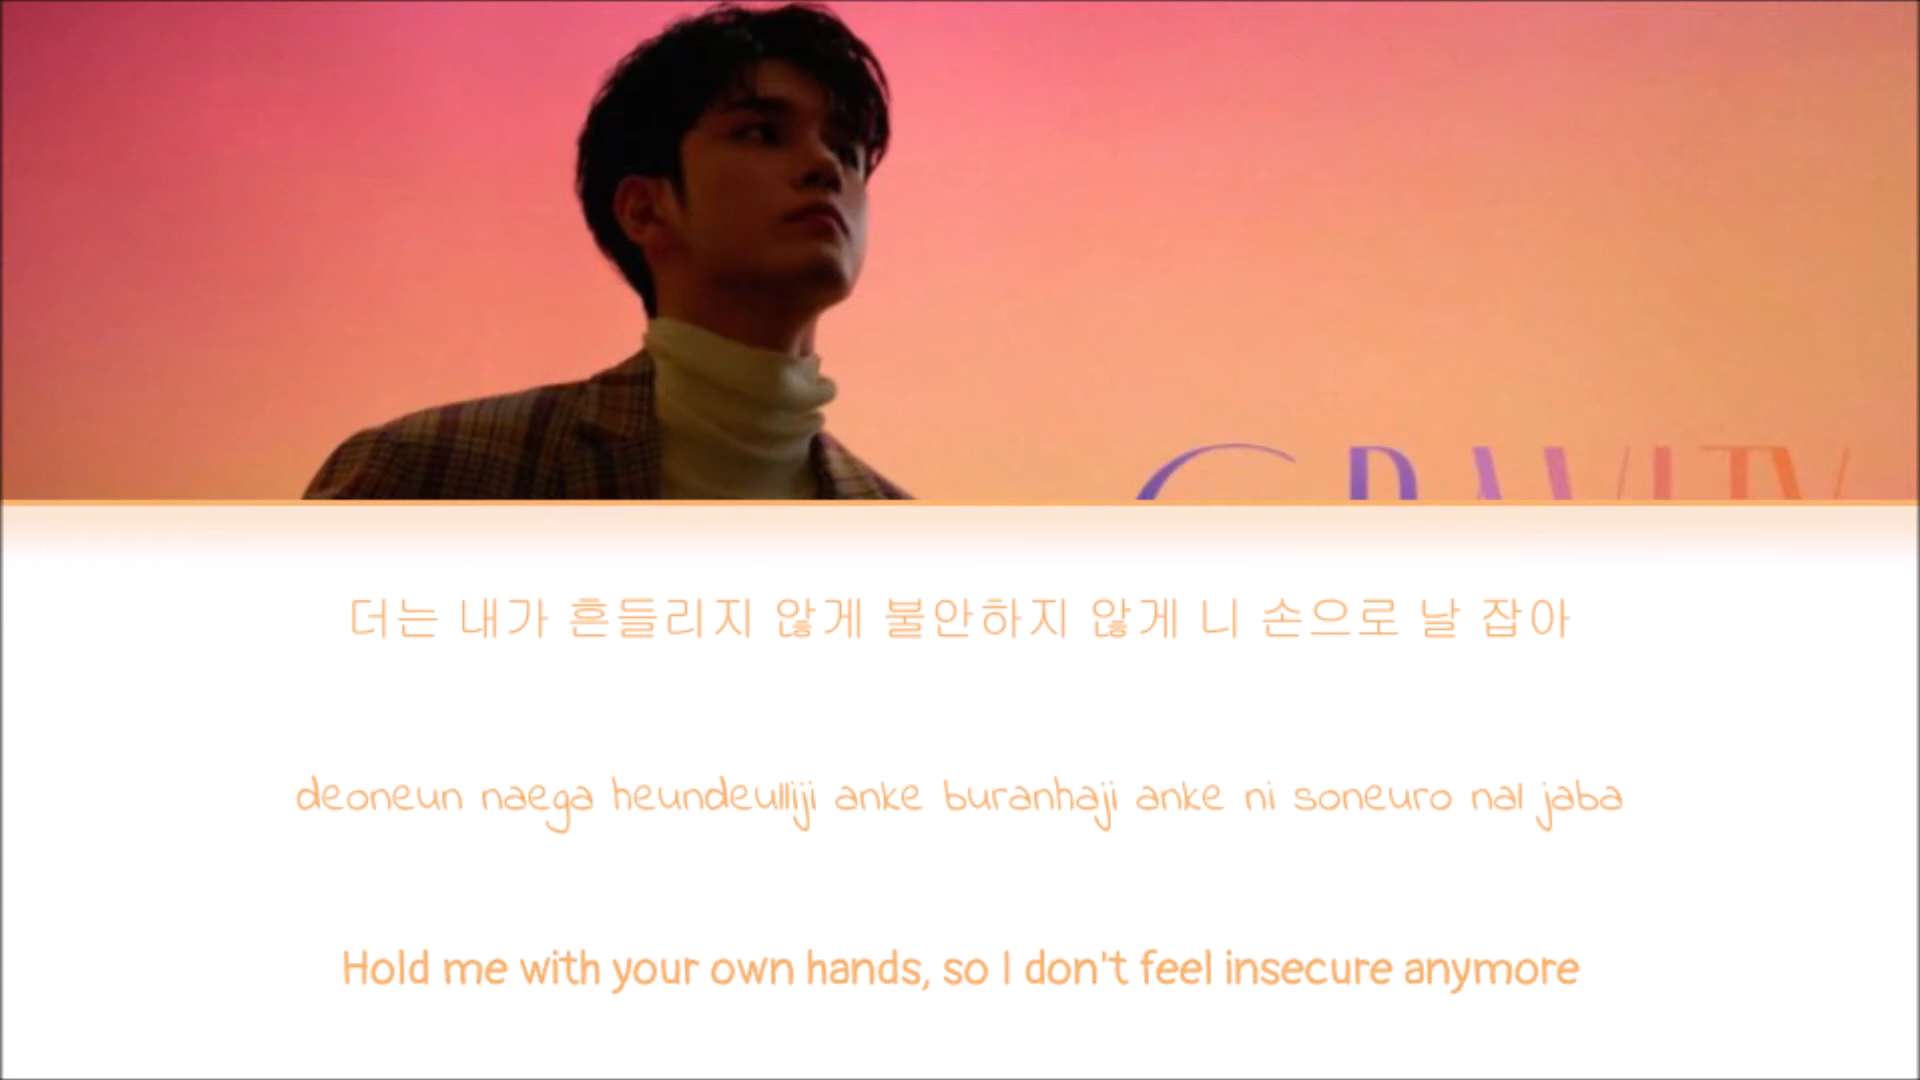 GRAVITY
더는 내가 흔들리지 않게 불안하지 않게 니 손으로 날 잡아
deoneun naega heundeulliji anke buranhaji anke ni soneuro nal jaba
Hold me with your own hands, so I don't feel insecure anymore